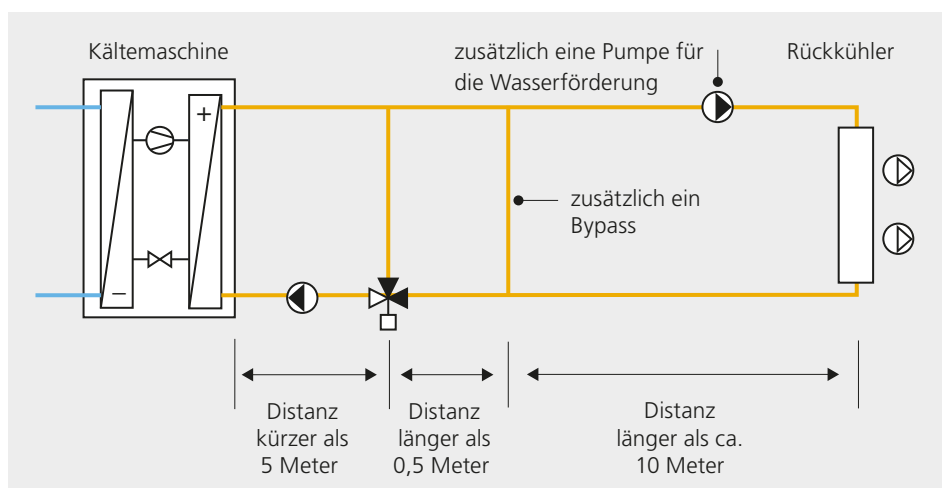 Kältemaschine
zusätzlich eine Pumpe für
die Wasserförderung
Rückkühler
+
zusätzlich ein
Bypass
–
Distanz
kürzer als
5 Meter
Distanz
länger als
0,5 Meter
Distanz
länger als ca.
10 Meter